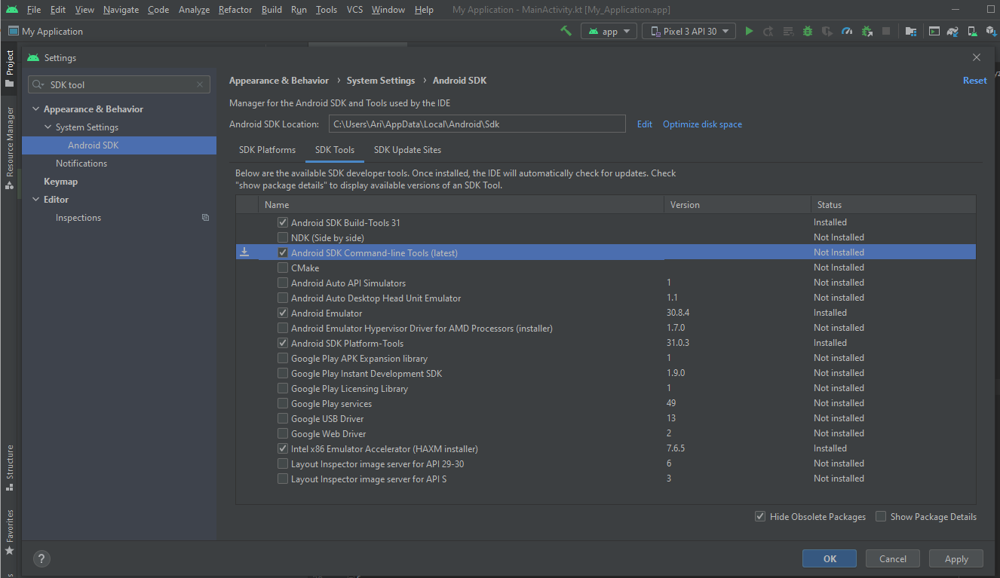 File Edit View Navigate Code Analyze Refactor Build Run Tools VCS Window Help My Application - MainActivity.kt [My_Application.app]
My Application
app
Pixel 3 API 30
Project
Resource Manager
Structure
Favorites
Settings
SDK tool
Appearance & Behavior
System Settings
Android SDK
Notifications
Keymap
Editor
Inspections
Appearance & Behavior › System Settings › Android SDK
Reset
Manager for the Android SDK and Tools used by the IDE
Android SDK Location: C:\Users\Ari\AppData\Local\Android\Sdk Edit Optimize disk space
SDK Platforms SDK Tools SDK Update Sites
Below are the available SDK developer tools. Once installed, the IDE will automatically check for updates. Check
"show package details" to display available versions of an SDK Tool.
Name Version Status
Android SDK Build-Tools 31 Installed
NDK (Side by side) Not Installed
Android SDK Command-line Tools (latest) Not Installed
CMake Not Installed
Android Auto API Simulators 1 Not installed
Android Auto Desktop Head Unit Emulator 1.1 Not installed
Android Emulator 30.8.4 Installed
Android Emulator Hypervisor Driver for AMD Processors (installer) 1.7.0 Not installed
Android SDK Platform-Tools 31.0.3 Installed
Google Play APK Expansion library 1 Not installed
Google Play Instant Development SDK 1.9.0 Not installed
Google Play Licensing Library 1 Not installed
Google Play services 49 Not installed
Google USB Driver 13 Not installed
Google Web Driver 2 Not installed
Intel x86 Emulator Accelerator (HAXM installer) 7.6.5 Installed
Layout Inspector image server for API 29-30 6 Not installed
Layout Inspector image server for API S 3 Not installed
Hide Obsolete Packages Show Package Details
?
OK Cancel Apply